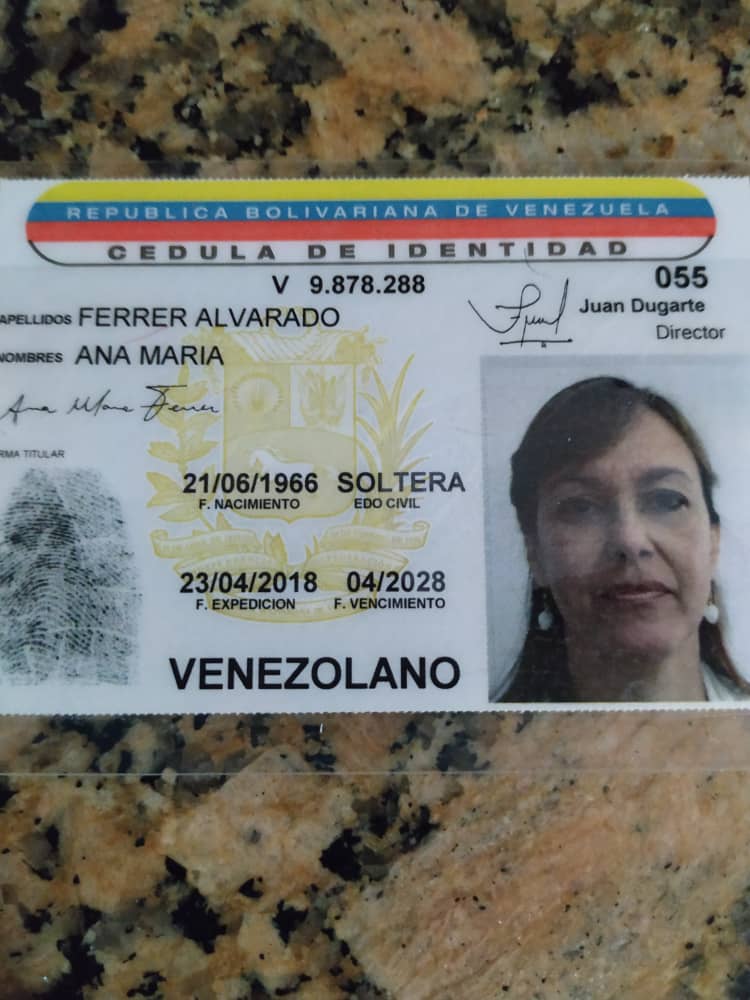 REPUBLICA BOLIVARIANA DE VENEZUELA
CEDULA DE IDENTIDAD
V 9.878.288
055
Juan Dugarte
Director
APELLIDOS FERRER ALVARADO
NOMBRES ANA MARIA
Ana Maria Ferrer
RMA TITULAR
21/06/1966 SOLTERA
F. NACIMIENTO EDO CIVIL
23/04/2018 04/2028
F. EXPEDICION F. VENCIMIENTO
VENEZOLANO